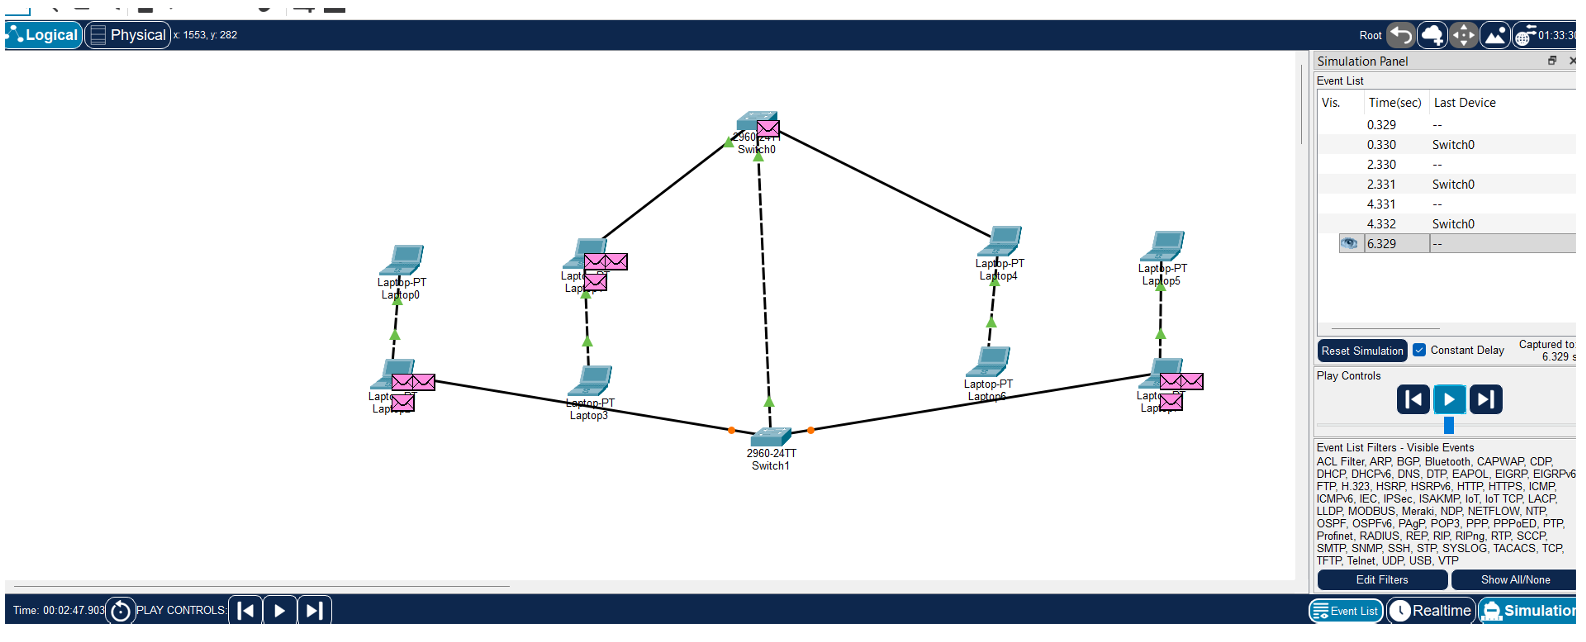 Logical
Physical
x: 1553, y: 282
Root
01:33:30
Simulation Panel
Event List
Vis. Time(sec) Last Device
0.329 --
0.330 Switch0
2.330 --
2.331 Switch0
4.331 --
4.332 Switch0
6.329 --
Reset Simulation
Constant Delay
Captured to:
6.329 s
Play Controls
Event List Filters - Visible Events
ACL Filter, ARP, BGP, Bluetooth, CAPWAP, CDP,
DHCP, DHCPv6, DNS, DTP, EAPOL, EIGRP, EIGRPv6,
FTP, H.323, HSRP, HSRPv6, HTTP, HTTPS, ICMP,
ICMPv6, IEC, IPSec, ISAKMP, IoT, IoT TCP, LACP,
LLDP, MODBUS, Meraki, NDP, NETFLOW, NTP,
OSPF, OSPFv6, PAgP, POP3, PPP, PPPoED, PTP,
Profinet, RADIUS, REP, RIP, RIPng, RTP, SCCP,
SMTP, SNMP, SSH, STP, SYSLOG, TACACS, TCP,
TFTP, Telnet, UDP, USB, VTP
Edit Filters
Show All/None
Switch0
Laptop-PT
Laptop0
Laptop-PT
Laptop4
Laptop-PT
Laptop5
Laptop-PT
Laptop3
Laptop-PT
Laptop6
2960-24TT
Switch1
Time: 00:02:47.903
PLAY CONTROLS:
Event List
Realtime
Simulation